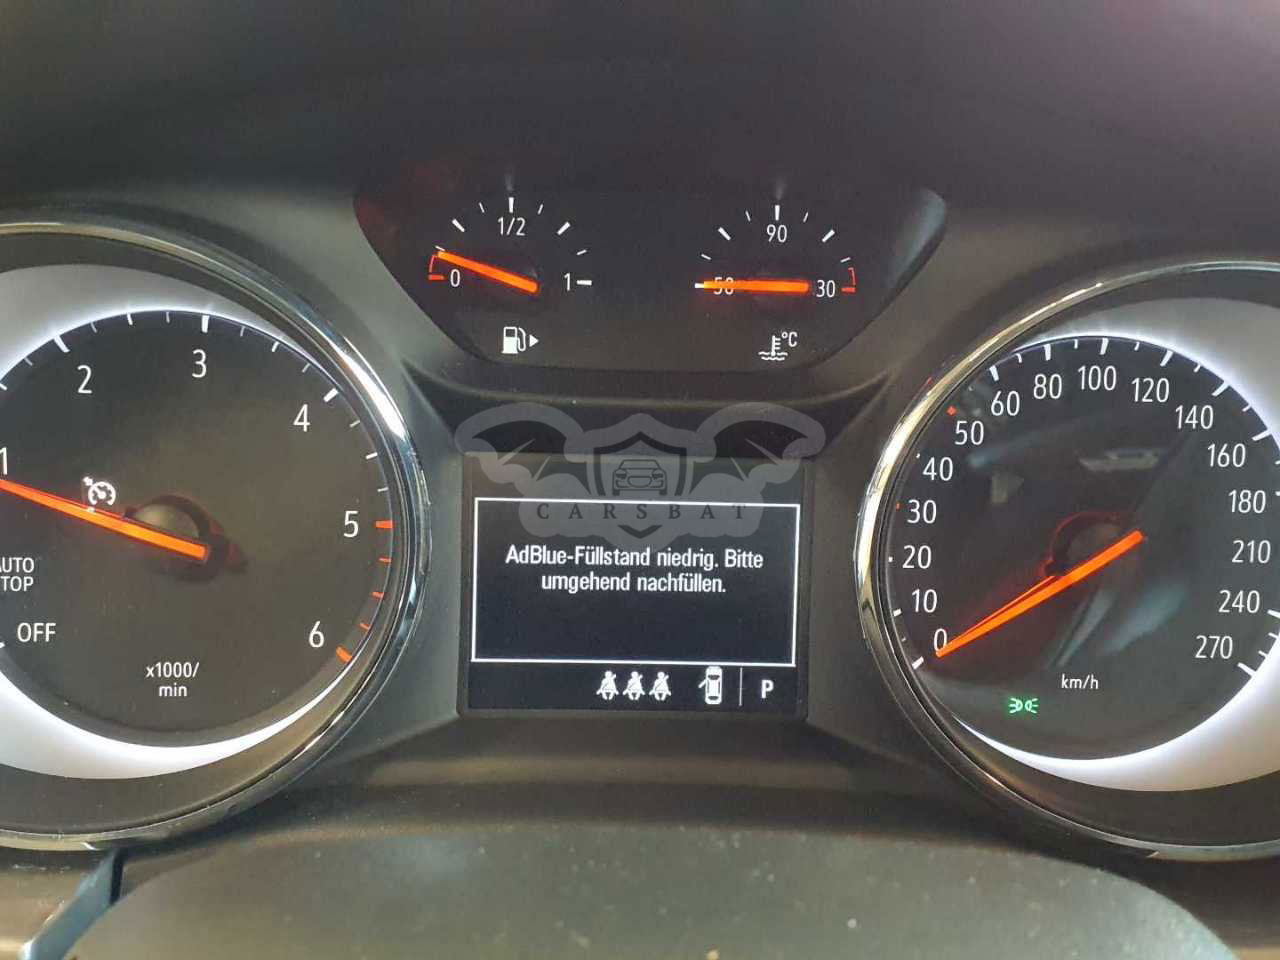 1/2
0
1
90
50
30
°C
1
2
3
4
5
6
AUTO
STOP
OFF
x1000/
min
CARSBAT
AdBlue-Füllstand niedrig. Bitte
umgehend nachfüllen.
P
0
10
20
30
40
50
60
80
100
120
140
160
180
210
240
270
km/h